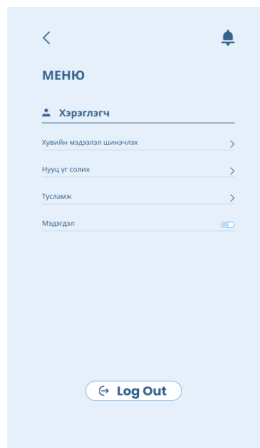 МЕНЮ
Хэрэглэгч
Хувийн мэдээлэл шинэчлэх
Нууц үг солих
Тусламж
Мэдэгдэл
Log Out